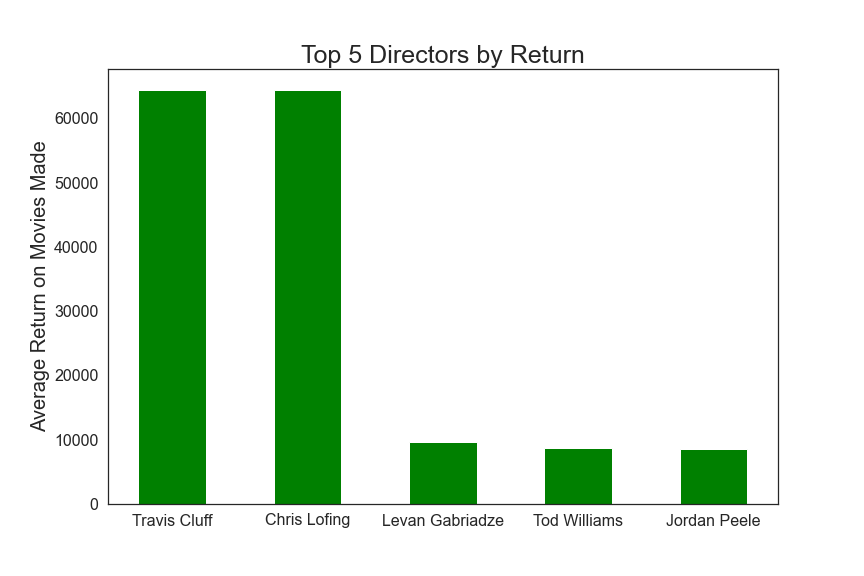 Top 5 Directors by Return
Average Return on Movies Made
60000
50000
40000
30000
20000
10000
0
Travis Cluff
Chris Lofing
Levan Gabriadze
Tod Williams
Jordan Peele